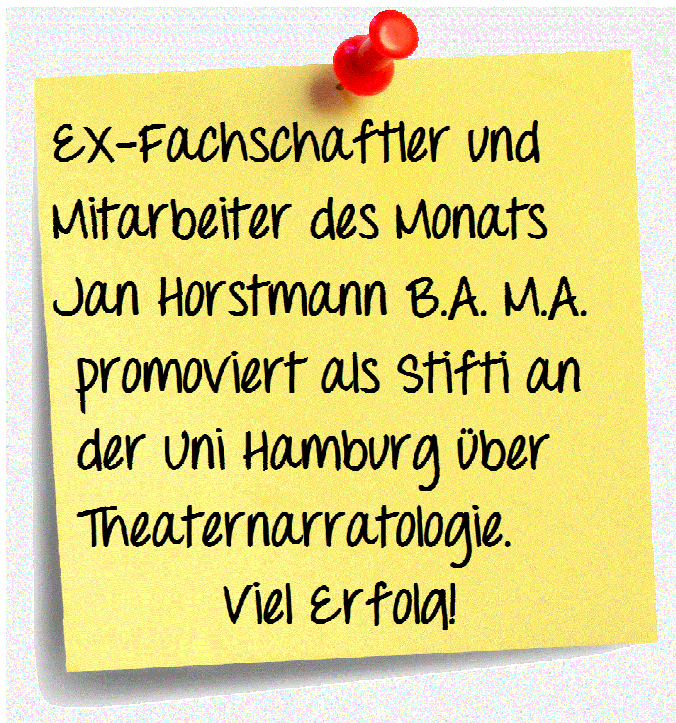 Ex-Fachschaftler und
Mitarbeiter des Monats
Jan Horstmann B.A. M.A.
promoviert als Stifti an
der Uni Hamburg über
Theaternarratologie.
Viel Erfolg!